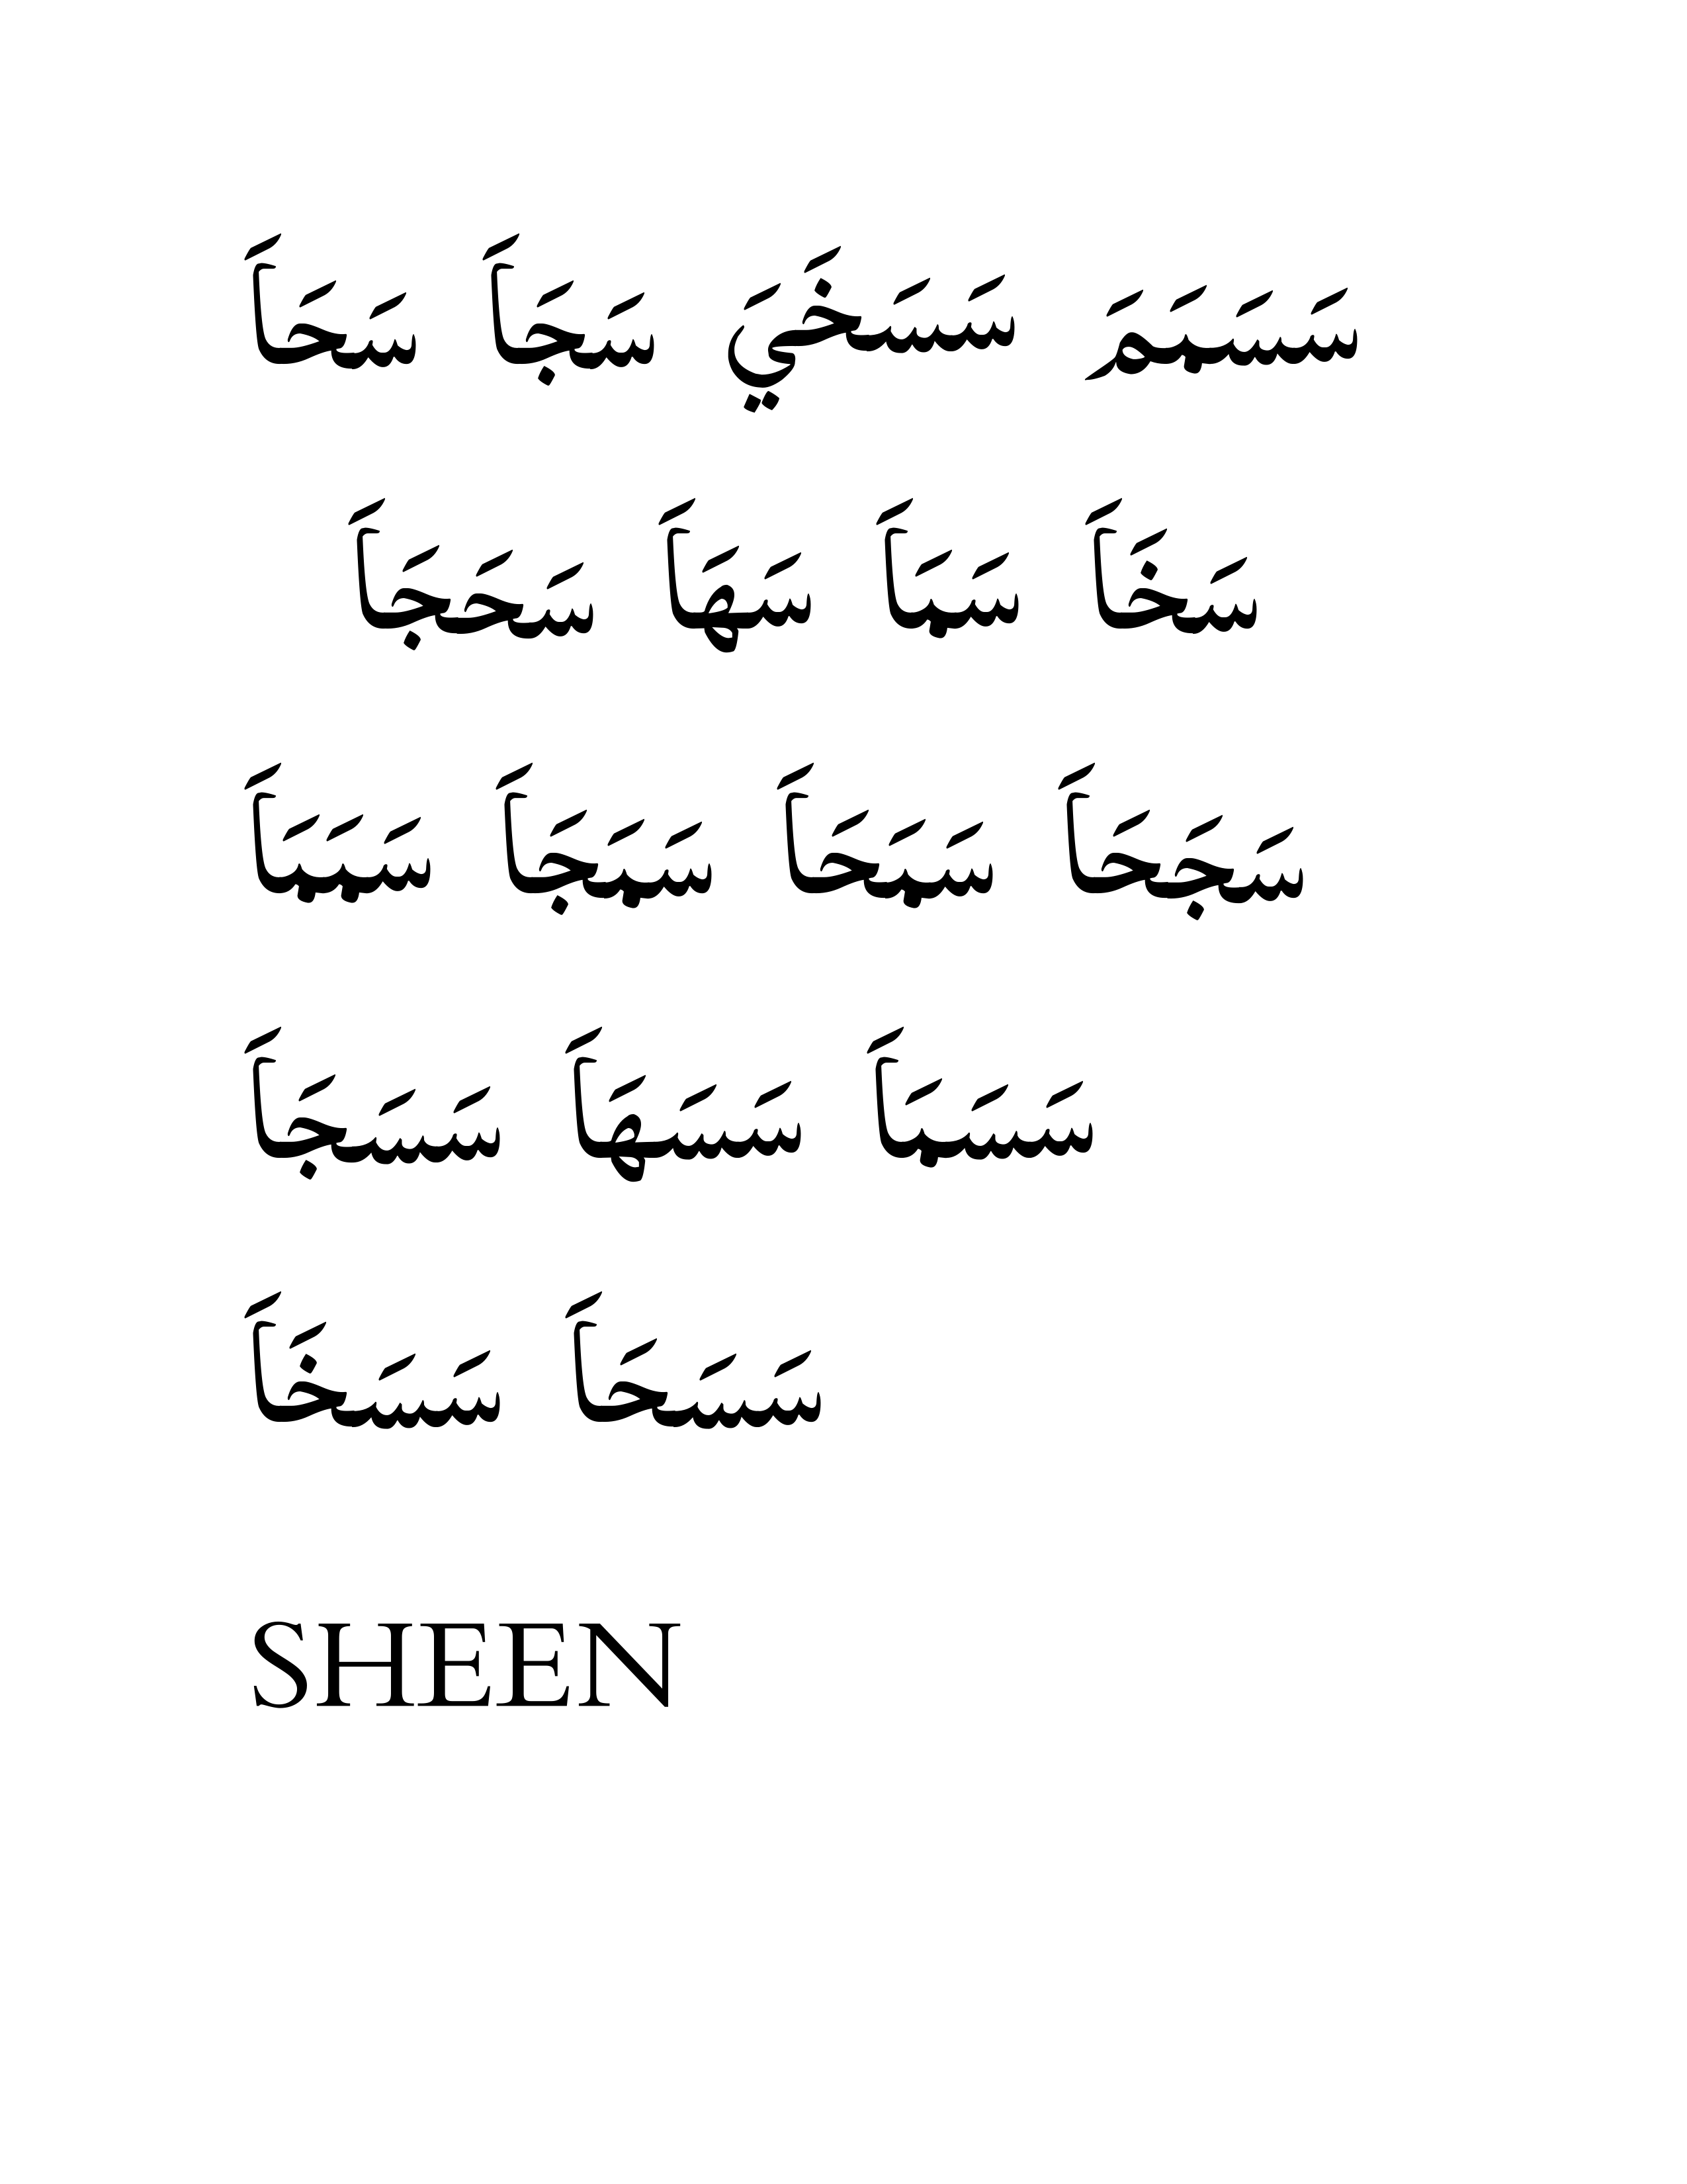 سَسَہَمَ سَسَخَيَ سَجَاَ سَحَاَ
سَخَاَ سَہَاَ سَهَاَ سَحَجَاَ
سَجَحَاَ سَہَحَاَ سَہَجَاَ سَہَہَاَ
سَسَہَاَ سَسَهَاَ سَسَجَاَ
سَسَحَاَ سَسَخَاَ
SHEEN